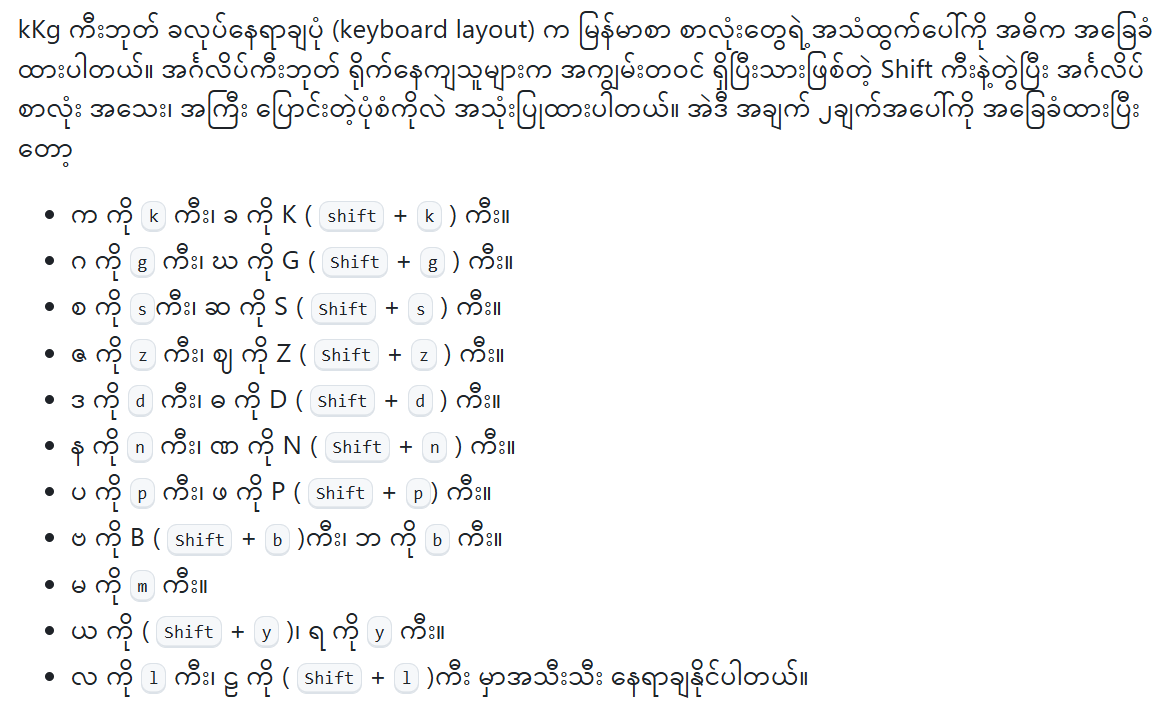 kKg ကီးဘုတ် ခလုပ်နေရာချပုံ (keyboard layout) က မြန်မာစာ စာလုံးတွေရဲ့ အသံထွက်ပေါ်ကို အဓိက အခြေခံ
ထားပါတယ်။ အင်္ဂလိပ်ကီးဘုတ် ရိုက်နေကျသူများက အကျွမ်းတဝင် ရှိပြီးသားဖြစ်တဲ့ Shift ကီးနဲ့တွဲပြီး အင်္ဂလိပ်
စာလုံး အသေး၊ အကြီး ပြောင်းတဲ့ပုံစံကိုလဲ အသုံးပြုထားပါတယ်။ အဲဒီ အချက် ၂ချက်အပေါ်ကို အခြေခံထားပြီး
တော့
• က ကို k ကီး၊ ခ ကို K ( shift + k ) ကီး။
• ဂ ကို g ကီး၊ ဃ ကို G ( Shift + g ) ကီး။
• စ ကို s ကီး၊ ဆ ကို S ( Shift + s ) ကီး။
• ဇ ကို z ကီး၊ ဈ ကို Z ( Shift + z ) ကီး။
• ဒ ကို d ကီး၊ ဓ ကို D ( Shift + d ) ကီး။
• န ကို n ကီး၊ ဏ ကို N ( Shift + n ) ကီး။
• ပ ကို p ကီး၊ ဖ ကို P ( Shift + p) ကီး။
• ဗ ကို B ( Shift + b )ကီး၊ ဘ ကို b ကီး။
• မ ကို m ကီး။
• ယ ကို ( Shift + y )၊ ရ ကို y ကီး။
• လ ကို l ကီး၊ ဠ ကို ( Shift + l )ကီး မှာအသီးသီး နေရာချနိုင်ပါတယ်။